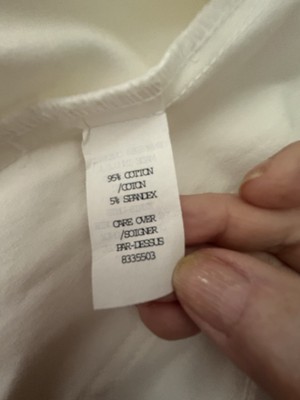 95% COTTON
/COTON
5% SPANDEX
CARE OVER
/SOIGNER
PAR-DESSUS
8335503